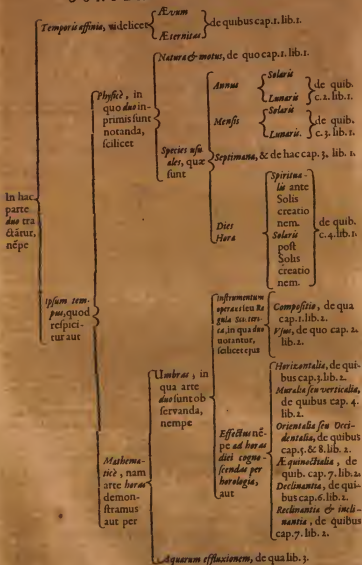 Temporis affinia, videlicet
Ævum
Æternitas
de quibus cap.1. lib.1.
In hac
parte
duo tra
ctātur,
nēpe
Ipsum tem-
pus, quod
respici-
tur aut
Physicè, in
quo duo in-
primis sunt
notanda,
scilicet
Natura & motus, de quo cap.1. lib.1.
Species usu
ales, quæ
sunt
Annus
Solaris
Lunaris
de quib.
c.2. lib.1.
Mensis
Solaris
Lunaris.
de quib.
c.3. lib.1.
Septimana, & de hac cap.3. lib.1.
Dies
Hora
Spiritua-
lis ante
Solis
creatio
nem.
Solaris
post
Solis
creatio
nem.
de quib.
c.4. lib.1.
Mathema-
ticè, nam
arte horas
demon-
stramus
aut per
Umbras, in
qua arte
duo sunt ob
servanda,
nempe
Instrumentum
operaris seu Re
gula
in qua duo
notantur,
scilicet ejus
Compositio, de qua
cap.1. lib.2.
Usus, de quo cap.2.
lib.2.
Effectus nē-
pe ad horas
diei cogno-
scendas per
horologia,
aut
Horizontalia, de qui-
bus cap.3. lib.2.
Muralia seu verticalia,
de quibus cap. 4.
lib.2.
Orientalia seu Occi-
dentalia, de quibus
cap.5. & 8. lib.2.
Æquinoctialia, de
quib. cap. 7. lib.2.
Declinantia, de qui-
bus cap.6. lib.2.
Reclinantia & incli-
nantia, de quibus
cap.7. lib.2.
Aquarum effluxionem, de qua lib.3.